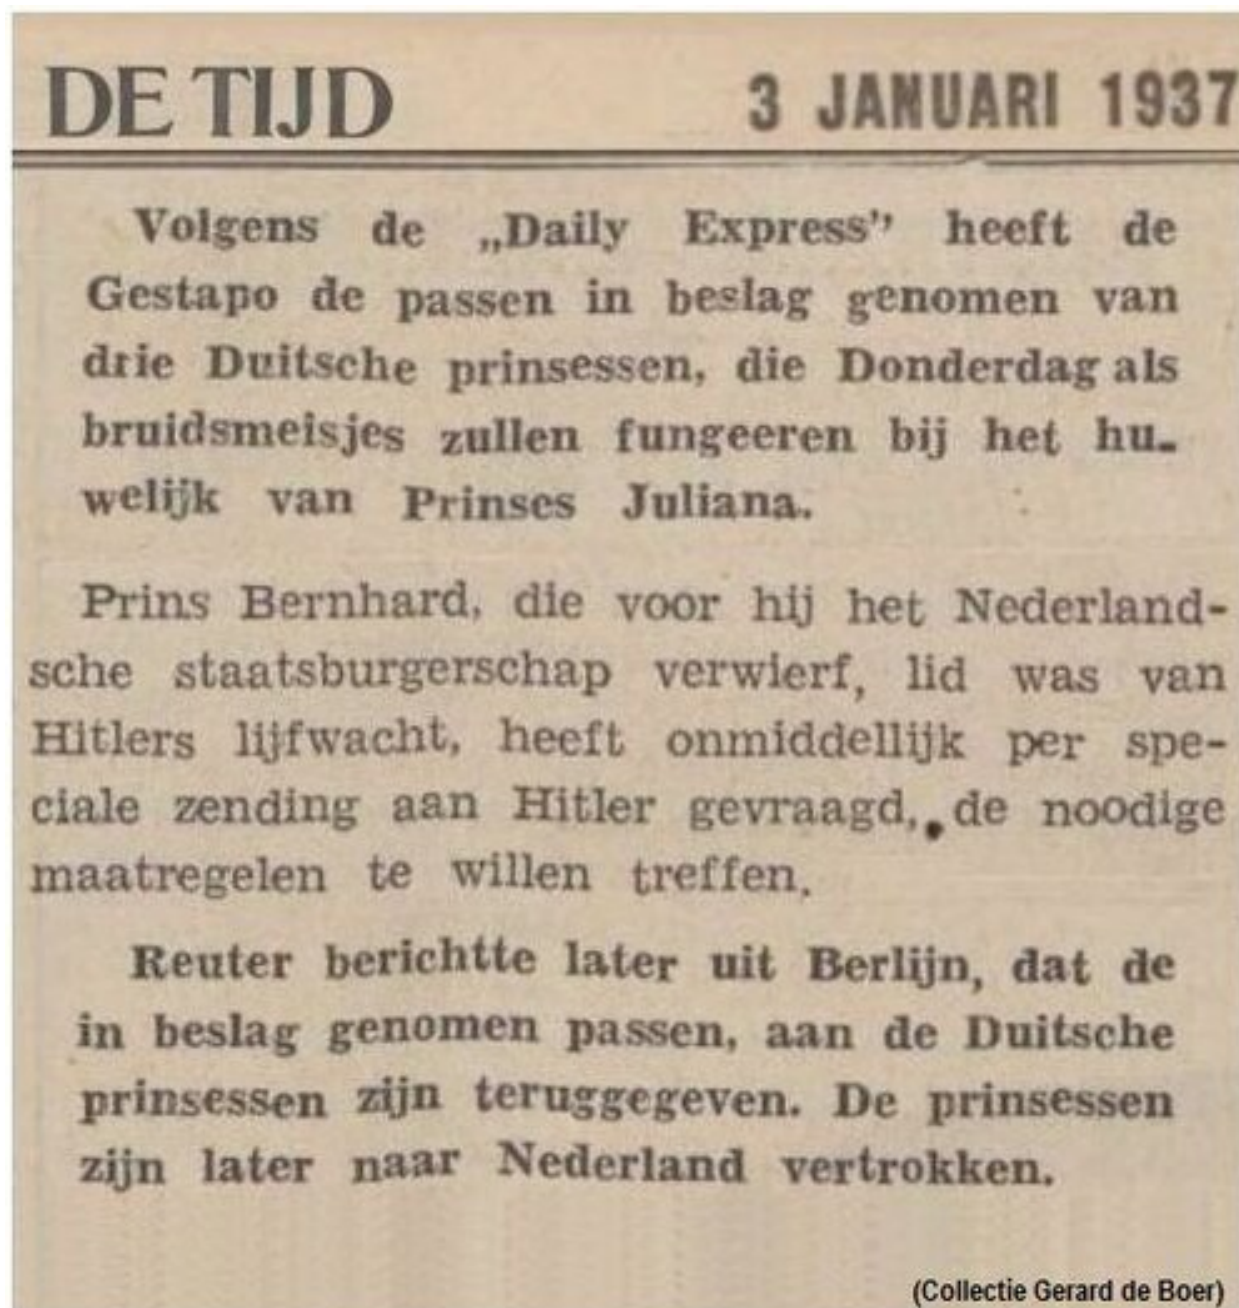 DE TIJD 3 JANUARI 1937
Volgens de „Daily Express” heeft de
Gestapo de passen in beslag genomen van
drie Duitsche prinsessen, die Donderdag als
bruidsmeisjes zullen fungeeren bij het hu-
welijk van Prinses Juliana.
Prins Bernhard, die voor hij het Nederland-
sche staatsburgerschap verwierf, lid was van
Hitlers lijfwacht, heeft onmiddellijk per spe-
ciale zending aan Hitler gevraagd, de noodige
maatregelen te willen treffen.
Reuter berichtte later uit Berlijn, dat de
in beslag genomen passen, aan de Duitsche
prinsessen zijn teruggegeven. De prinsessen
zijn later naar Nederland vertrokken.
(Collectie Gerard de Boer)